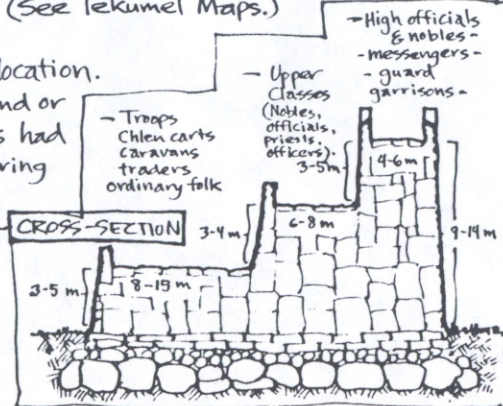 (See Tekumel Maps.)
location.
nd or
s had
ring
CROSS-SECTION
- Troops
Chlen carts
Caravans
traders
ordinary folk
- Upper
Classes
(Nobles,
officials,
priests,
officers)-
- High officials
& nobles-
- messengers -
- guard
garrisons -
3-5 m
8-15 m
3-4 m
6-8 m
3-5m
4-6 m
9-14 m